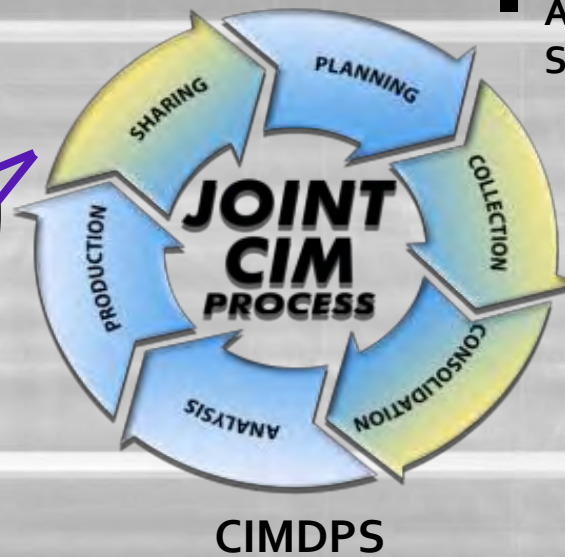 A
S
PLANNING
COLLECTION
CONSOLIDATION
ANALYSIS
PRODUCTION
SHARING
JOINT
CIM
PROCESS
CIMDPS